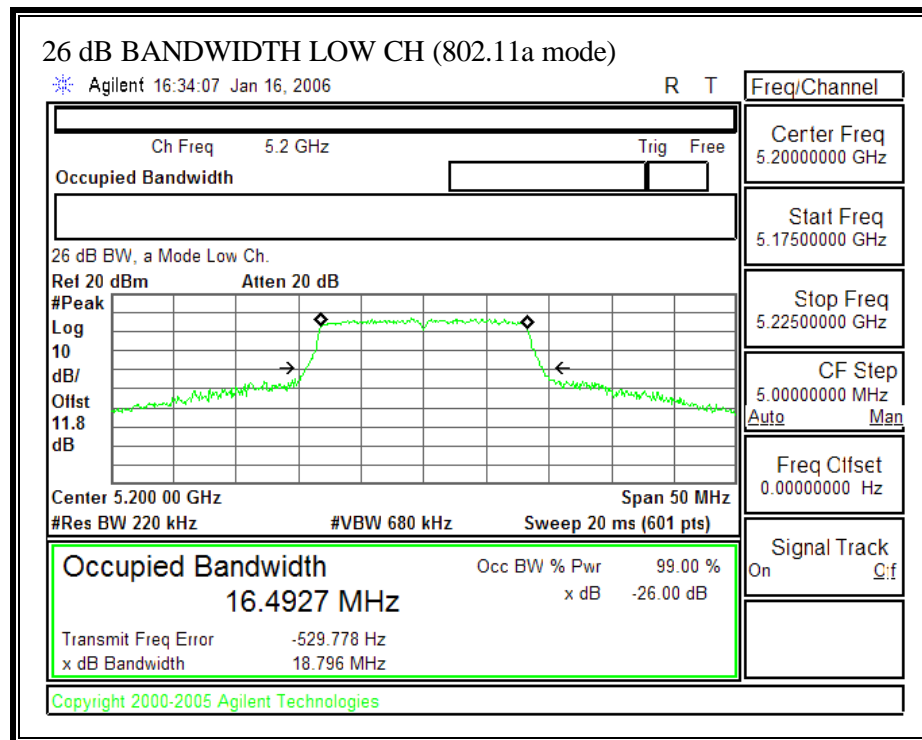 26 dB BANDWIDTH LOW CH (802.11a mode)
Agilent 16:34:07 Jan 16, 2006 R T
Freq/Channel
Ch Freq 5.2 GHz Trig Free
Occupied Bandwidth
Center Freq
5.20000000 GHz
Start Freq
5.17500000 GHz
Stop Freq
5.22500000 GHz
CF Step
5.00000000 MHz
Auto Man
Freq Offset
0.00000000 Hz
Signal Track
On Off
26 dB BW, a Mode Low Ch.
Ref 20 dBm Atten 20 dB
#Peak
Log
10
dB/
Offst
11.8
dB
Center 5.200 00 GHz Span 50 MHz
#Res BW 220 kHz #VBW 680 kHz Sweep 20 ms (601 pts)
Occupied Bandwidth
16.4927 MHz
Occ BW % Pwr 99.00 %
x dB -26.00 dB
Transmit Freq Error -529.778 Hz
x dB Bandwidth 18.796 MHz
Copyright 2000-2005 Agilent Technologies